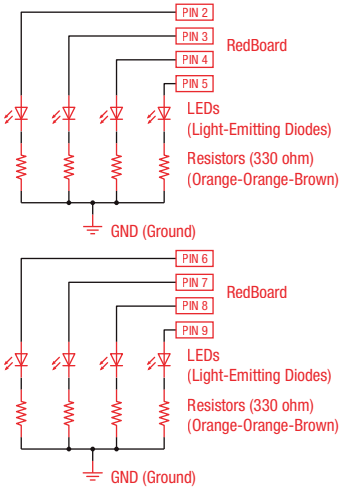 PIN 2
PIN 3
RedBoard
PIN 4
PIN 5
LEDs
(Light-Emitting Diodes)
Resistors (330 ohm)
(Orange-Orange-Brown)
GND (Ground)
PIN 6
PIN 7
RedBoard
PIN 8
PIN 9
LEDs
(Light-Emitting Diodes)
Resistors (330 ohm)
(Orange-Orange-Brown)
GND (Ground)